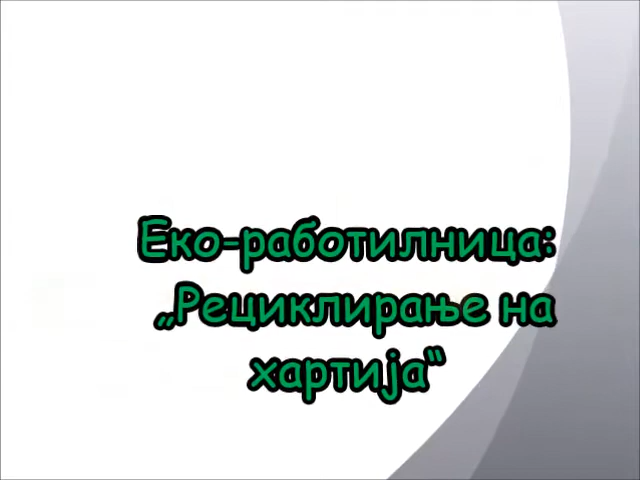 Еко-работилница:
„Рециклирање на
хартија“